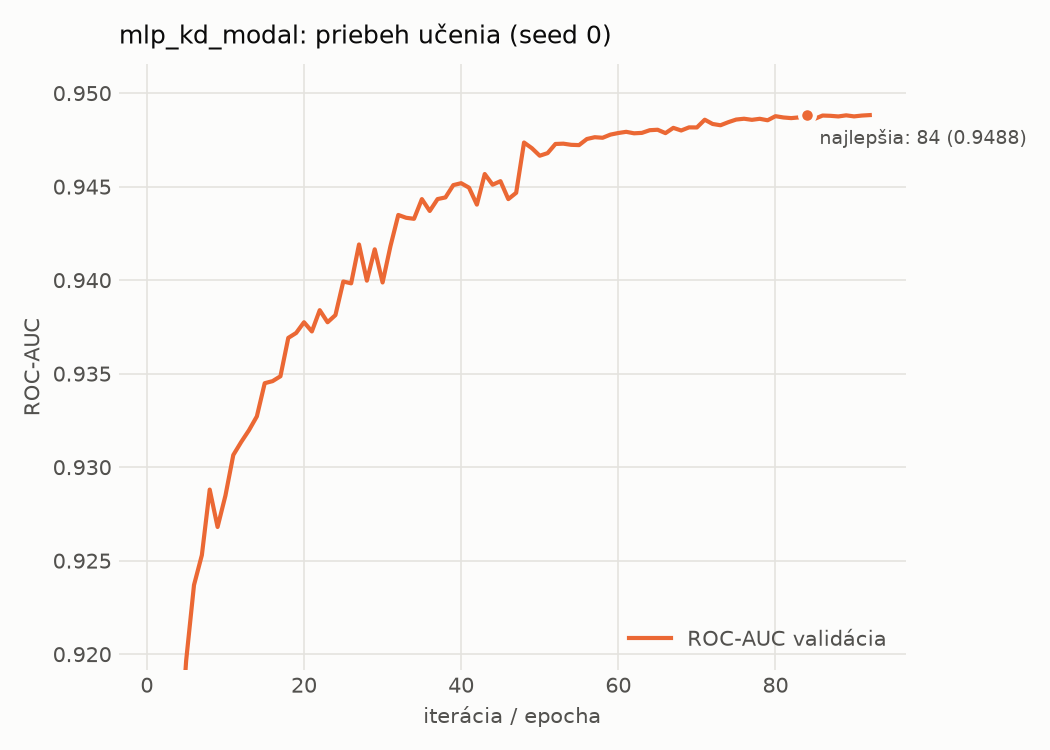 mlp_kd_modal: priebeh učenia (seed 0)
0.950
0.945
0.940
0.935
0.930
0.925
0.920
ROC-AUC
najlepšia: 84 (0.9488)
ROC-AUC validácia
0 20 40 60 80
iterácia / epocha